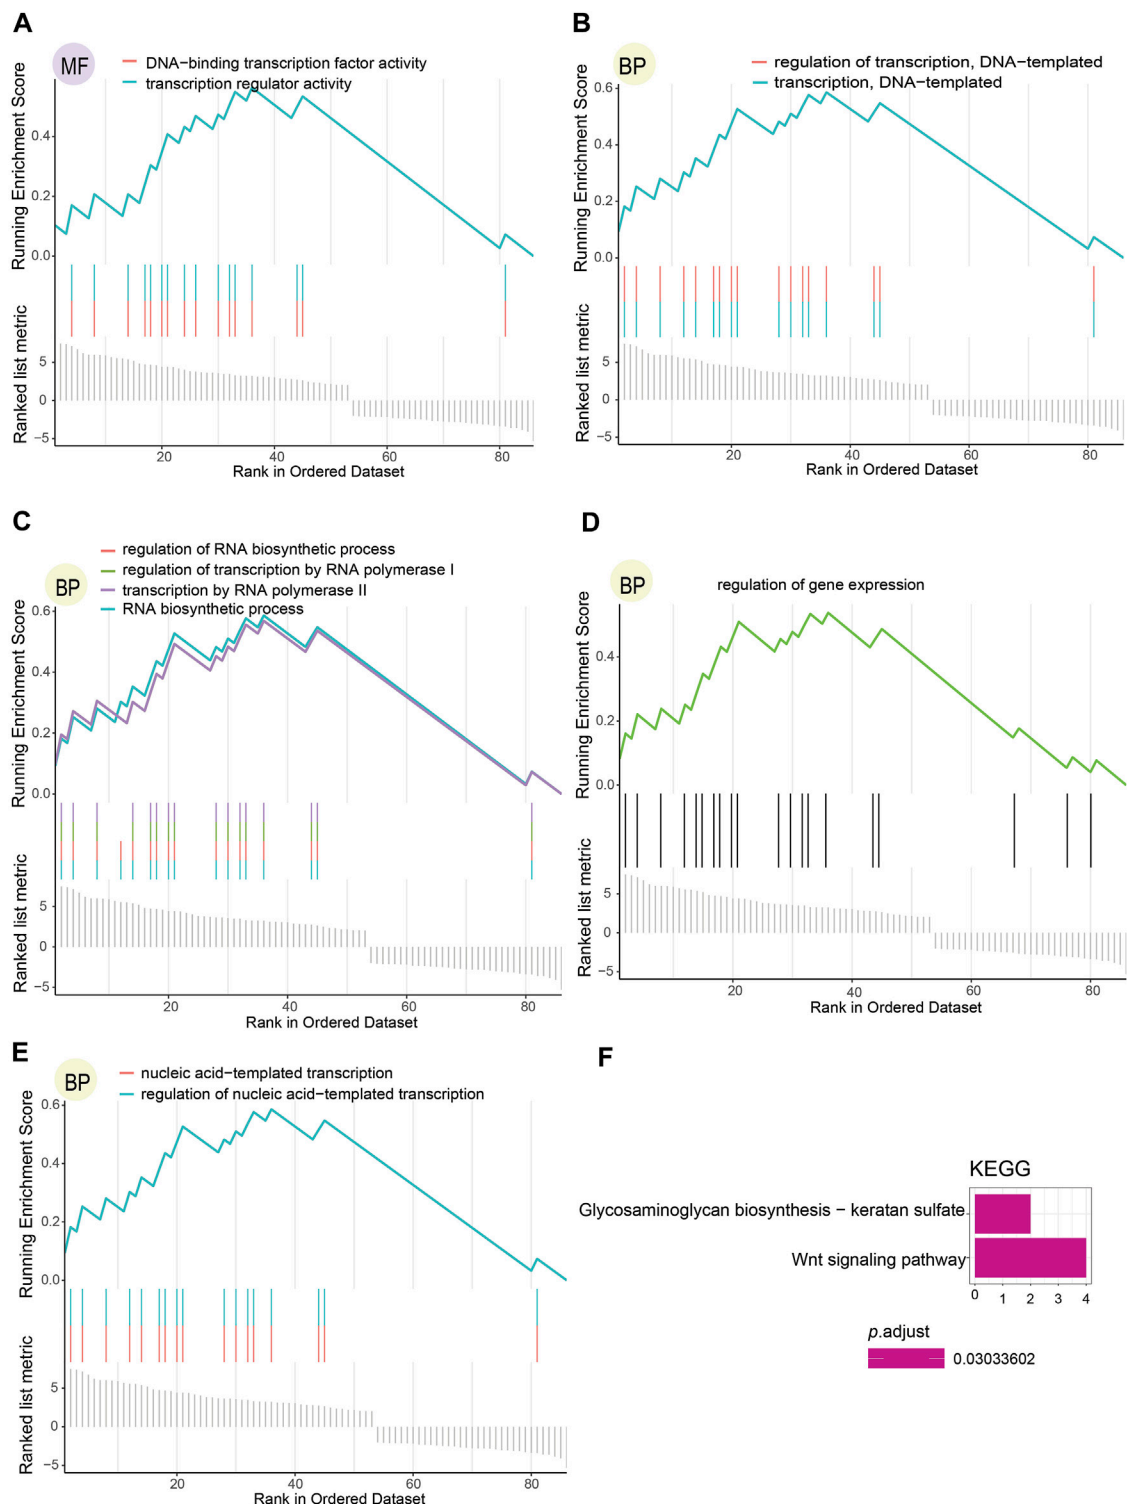 A
MF
DNA−binding transcription factor activity
transcription regulator activity
Running Enrichment Score
0.4
0.2
0.0
Ranked list metric
5
0
−5
20
40
60
80
Rank in Ordered Dataset
B
BP
regulation of transcription, DNA−templated
transcription, DNA−templated
Running Enrichment Score
0.6
0.4
0.2
0.0
Ranked list metric
5
0
−5
20
40
60
80
Rank in Ordered Dataset
C
BP
regulation of RNA biosynthetic process
regulation of transcription by RNA polymerase I
transcription by RNA polymerase II
RNA biosynthetic process
Running Enrichment Score
0.6
0.4
0.2
0.0
Ranked list metric
5
0
−5
20
40
60
80
Rank in Ordered Dataset
D
BP
regulation of gene expression
Running Enrichment Score
0.4
0.2
0.0
Ranked list metric
5
0
−5
20
40
60
80
Rank in Ordered Dataset
E
BP
nucleic acid−templated transcription
regulation of nucleic acid−templated transcription
Running Enrichment Score
0.6
0.4
0.2
0.0
Ranked list metric
5
0
−5
20
40
60
80
Rank in Ordered Dataset
F
KEGG
Glycosaminoglycan biosynthesis − keratan sulfate
Wnt signaling pathway
0 1 2 3 4
p.adjust
0.03033602